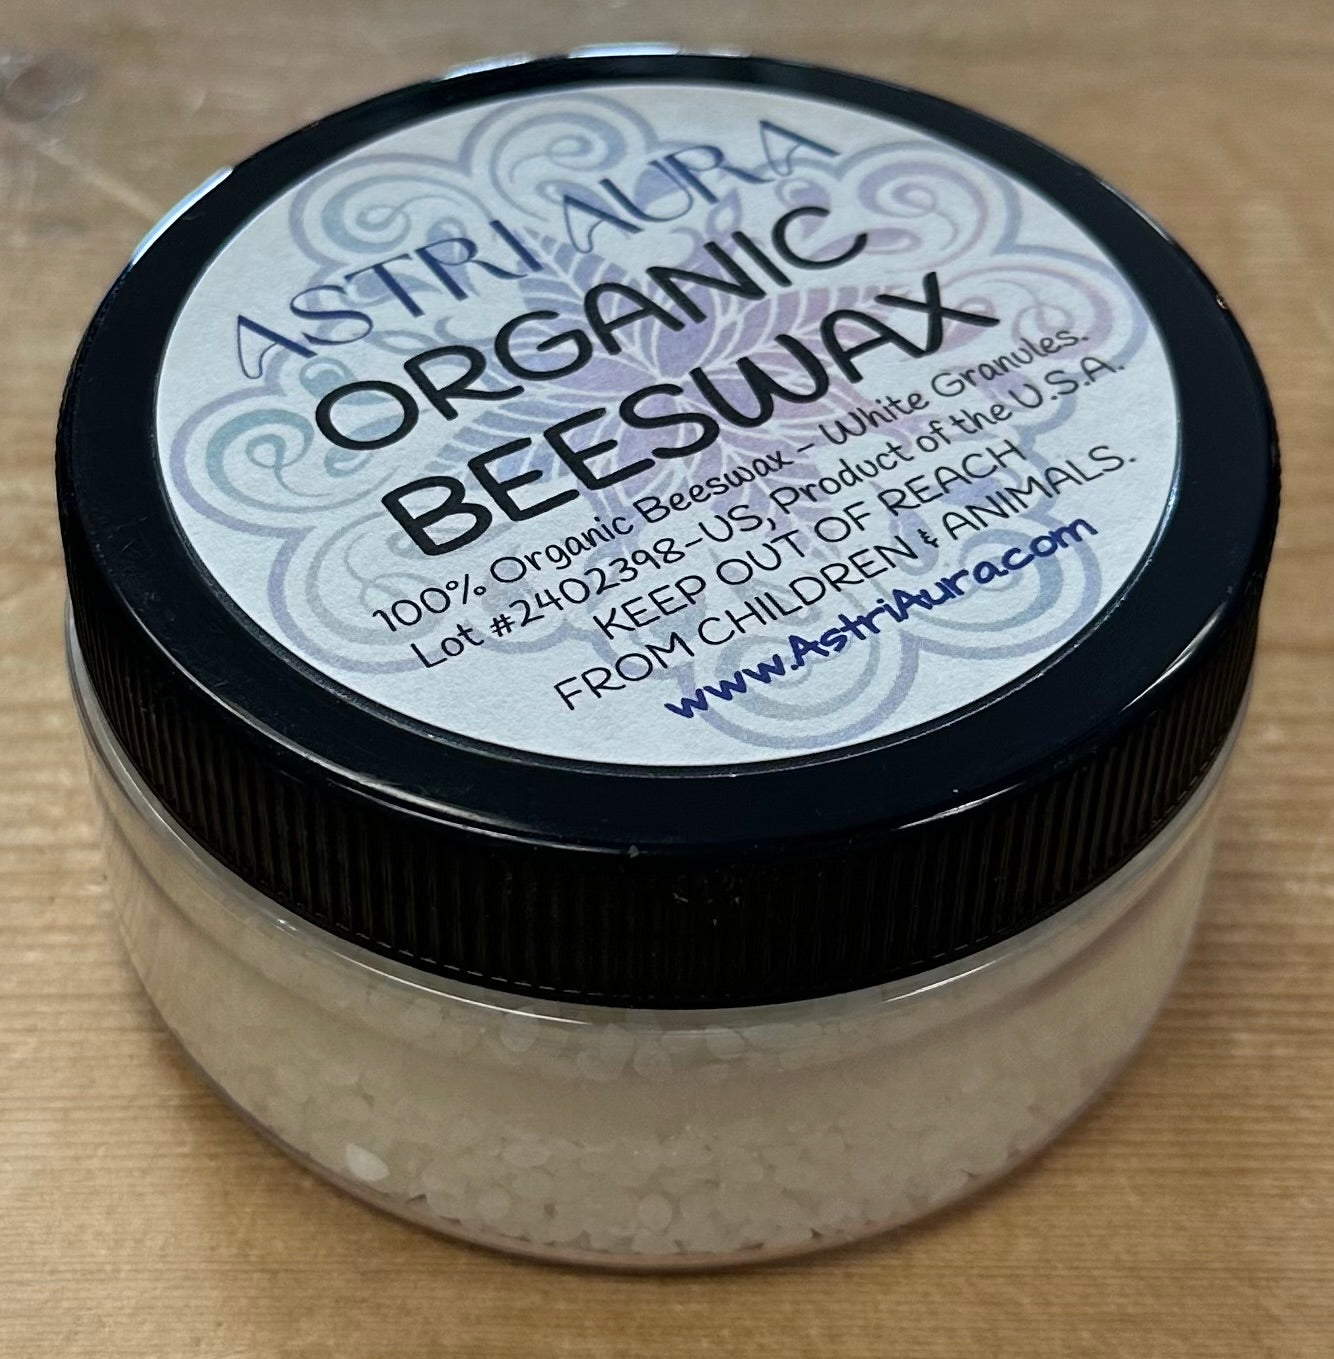 ASTRI AURA
ORGANIC
BEESWAX
100% Organic Beeswax - White Granules.
Lot #2402398-US, Product of the U.S.A.
KEEP OUT OF REACH
FROM CHILDREN & ANIMALS.
www.AstriAura.com